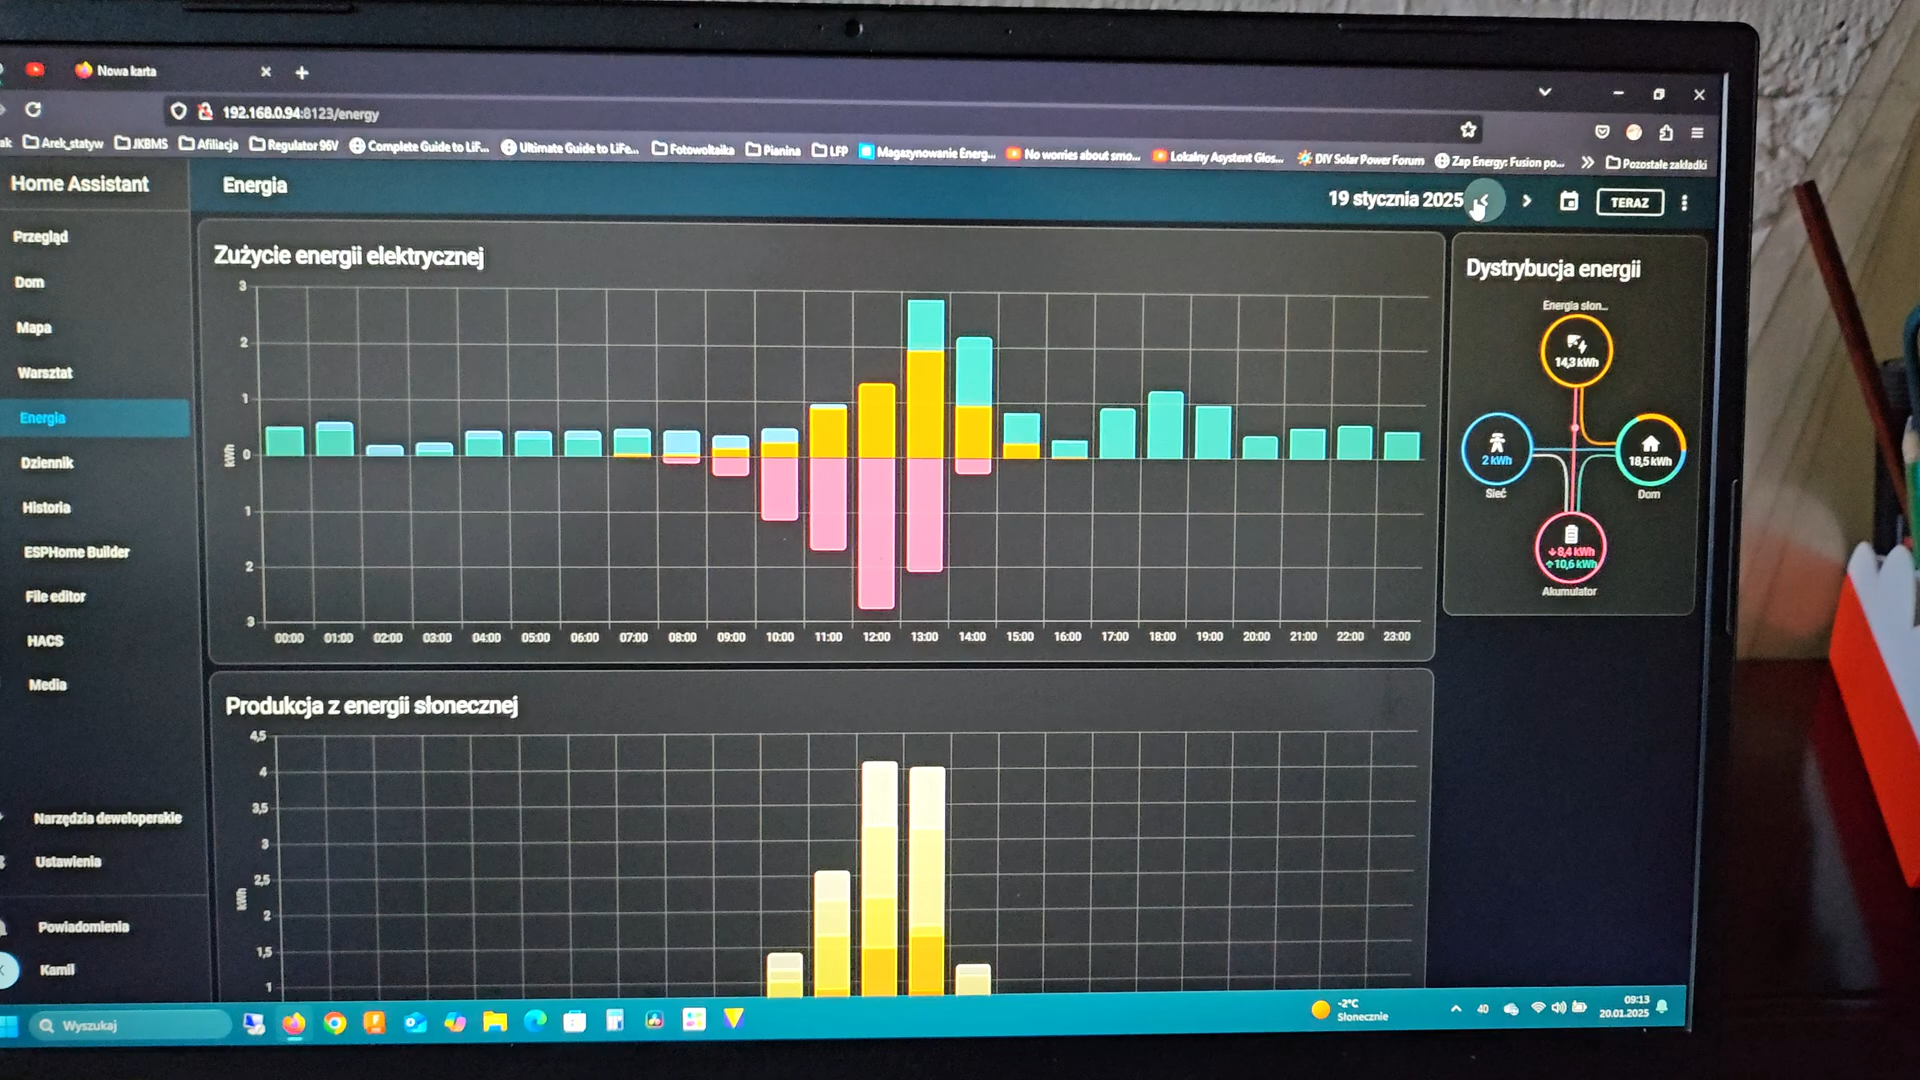 Nowa karta
192.168.0.94:8123/energy
Arek_statyw JKBMS Afiliacja Regulator 96V Complete Guide to LiF... Ultimate Guide to LiFe... Fotowoltaika Pianina LFP Magazynowanie Energ... No worries about smo... Lokalny Asystent Głos... DIY Solar Power Forum Zap Energy: Fusion po... Pozostałe zakładki
Home Assistant
Energia
19 stycznia 2025
TERAZ
Przegląd
Dom
Mapa
Warsztat
Energia
Dziennik
Historia
ESPHome Builder
File editor
HACS
Media
Narzędzia deweloperskie
Ustawienia
Powiadomienia
K
Kamil
Zużycie energii elektrycznej
3
2
1
0
kWh
1
2
3
00:00 01:00 02:00 03:00 04:00 05:00 06:00 07:00 08:00 09:00 10:00 11:00 12:00 13:00 14:00 15:00 16:00 17:00 18:00 19:00 20:00 21:00 22:00 23:00
Dystrybucja energii
Energia słon...
14,3 kWh
2 kWh
Sieć
18,5 kWh
Dom
↓8,4 kWh
↑10,6 kWh
Akumulator
Produkcja z energii słonecznej
4,5
4
3,5
3
2,5
kWh
2
1,5
1
Wyszukaj
-2°C
Słonecznie
40
09:13
20.01.2025